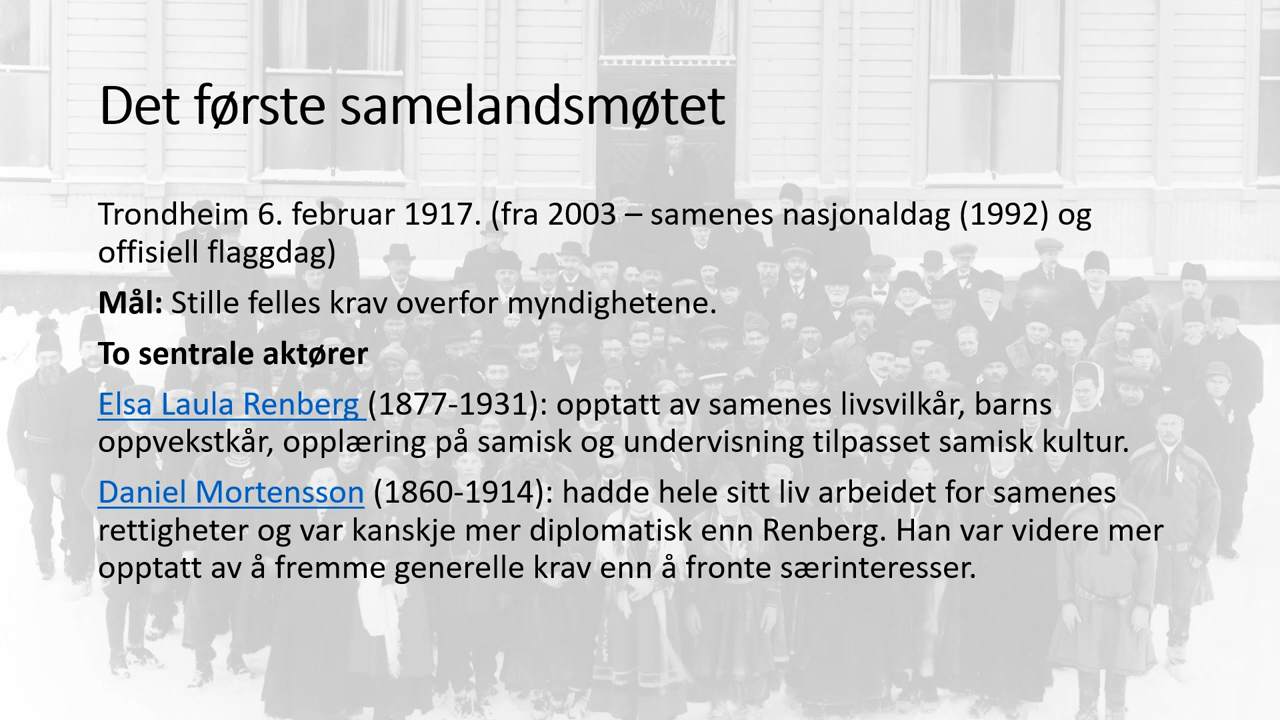 Det første samelandsmøtet
Trondheim 6. februar 1917. (fra 2003 – samenes nasjonaldag (1992) og
offisiell flaggdag)
Mål: Stille felles krav overfor myndighetene.
To sentrale aktører
Elsa Laula Renberg (1877-1931): opptatt av samenes livsvilkår, barns
oppvekstkår, opplæring på samisk og undervisning tilpasset samisk kultur.
Daniel Mortensson (1860-1914): hadde hele sitt liv arbeidet for samenes
rettigheter og var kanskje mer diplomatisk enn Renberg. Han var videre mer
opptatt av å fremme generelle krav enn å fronte særinteresser.